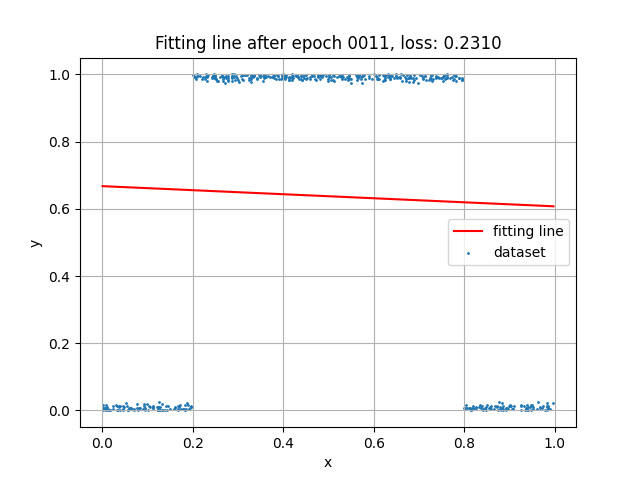 Fitting line after epoch 0011, loss: 0.2310
y
1.0
0.8
0.6
0.4
0.2
0.0
fitting line
dataset
0.0 0.2 0.4 0.6 0.8 1.0
x